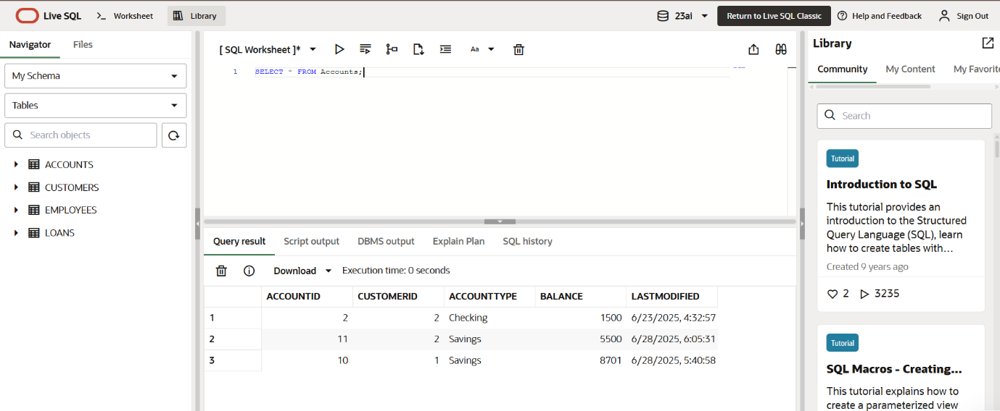 Live SQL
Worksheet
Library
23ai
Return to Live SQL Classic
Help and Feedback
Sign Out
Navigator
Files
My Schema
Tables
Search objects
ACCOUNTS
CUSTOMERS
EMPLOYEES
LOANS
[ SQL Worksheet ]*
Aa
1 SELECT * FROM Accounts;
Query result Script output DBMS output Explain Plan SQL history
Download Execution time: 0 seconds
ACCOUNTID CUSTOMERID ACCOUNTTYPE BALANCE LASTMODIFIED
1 2 2 Checking 1500 6/23/2025, 4:32:57
2 11 2 Savings 5500 6/28/2025, 6:05:31
3 10 1 Savings 8701 6/28/2025, 5:40:58
Library
Community My Content My Favorite
Search
Tutorial
Introduction to SQL
This tutorial provides an
introduction to the Structured
Query Language (SQL), learn
how to create tables with...
Created 9 years ago
2 3235
Tutorial
SQL Macros - Creating...
This tutorial explains how to
create a parameterized view